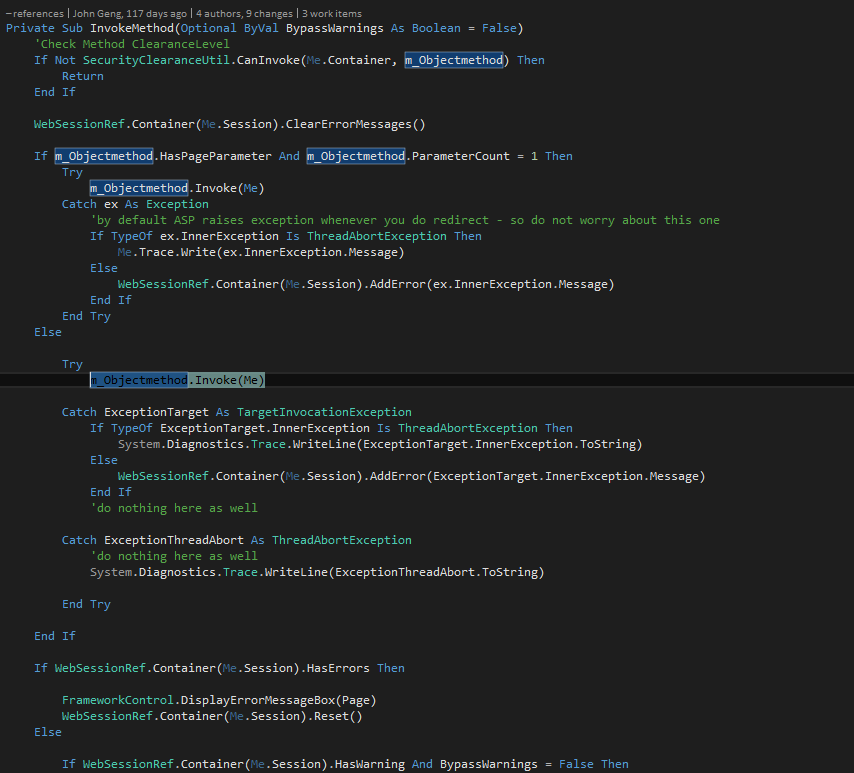 – references | John Geng, 117 days ago | 4 authors, 9 changes | 3 work items
Private Sub InvokeMethod(Optional ByVal BypassWarnings As Boolean = False)
'Check Method ClearanceLevel
If Not SecurityClearanceUtil.CanInvoke(Me.Container, m_Objectmethod) Then
Return
End If
WebSessionRef.Container(Me.Session).ClearErrorMessages()
If m_Objectmethod.HasPageParameter And m_Objectmethod.ParameterCount = 1 Then
Try
m_Objectmethod.Invoke(Me)
Catch ex As Exception
'by default ASP raises exception whenever you do redirect - so do not worry about this one
If TypeOf ex.InnerException Is ThreadAbortException Then
Me.Trace.Write(ex.InnerException.Message)
Else
WebSessionRef.Container(Me.Session).AddError(ex.InnerException.Message)
End If
End Try
Else
Try
m_Objectmethod.Invoke(Me)
Catch ExceptionTarget As TargetInvocationException
If TypeOf ExceptionTarget.InnerException Is ThreadAbortException Then
System.Diagnostics.Trace.WriteLine(ExceptionTarget.InnerException.ToString)
Else
WebSessionRef.Container(Me.Session).AddError(ExceptionTarget.InnerException.Message)
End If
'do nothing here as well
Catch ExceptionThreadAbort As ThreadAbortException
'do nothing here as well
System.Diagnostics.Trace.WriteLine(ExceptionThreadAbort.ToString)
End Try
End If
If WebSessionRef.Container(Me.Session).HasErrors Then
FrameworkControl.DisplayErrorMessageBox(Page)
WebSessionRef.Container(Me.Session).Reset()
Else
If WebSessionRef.Container(Me.Session).HasWarning And BypassWarnings = False Then